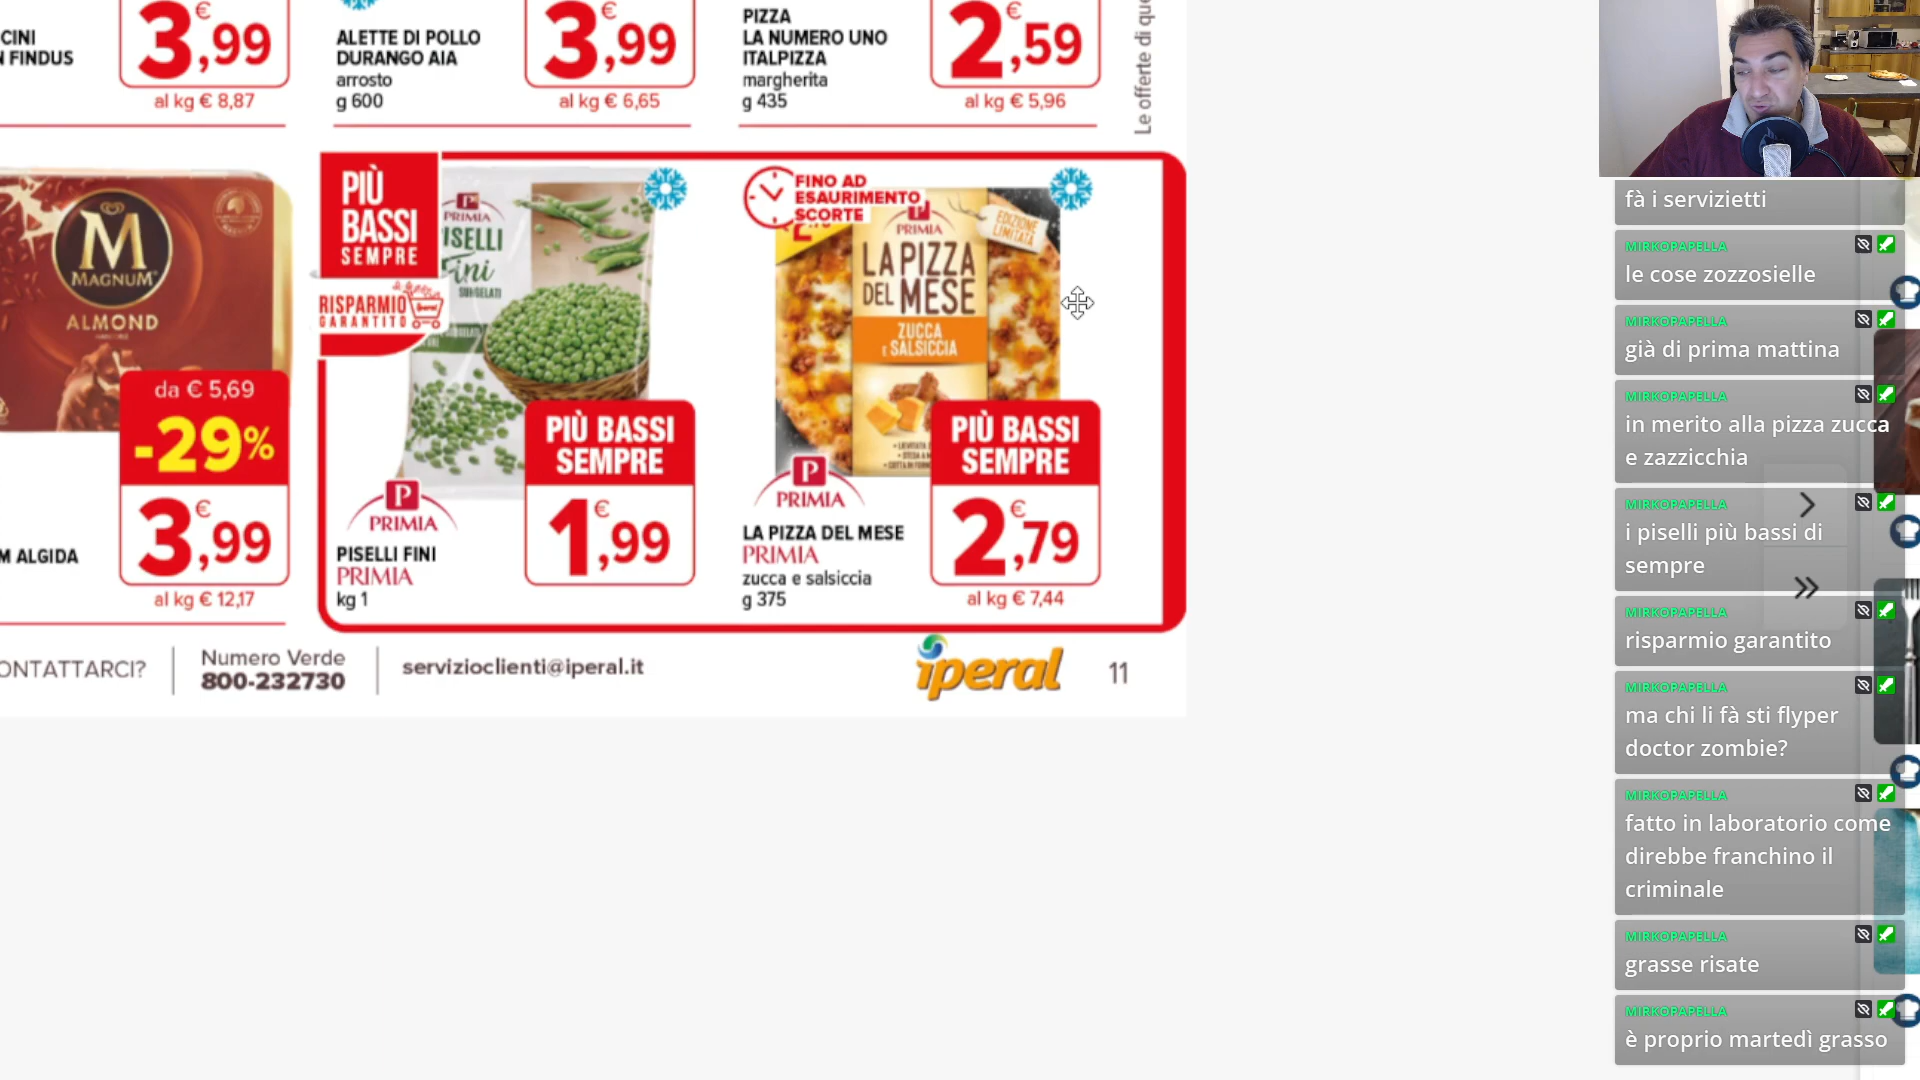 CINI
N FINDUS
€
3,99
al kg € 8,87
ALETTE DI POLLO
DURANGO AIA
arrosto
g 600
€
3,99
al kg € 6,65
PIZZA
LA NUMERO UNO
ITALPIZZA
margherita
g 435
€
2,59
al kg € 5,96
Le offerte di que
M
MAGNUM
ALMOND
da € 5,69
-29%
€
3,99
M ALGIDA
al kg € 12,17
PIÙ
BASSI
SEMPRE
RISPARMIO
GARANTITO
PRIMIA
PISELLI
Fini
SURGELATI
PIÙ BASSI
SEMPRE
€
1,99
P
PRIMIA
PISELLI FINI
PRIMIA
kg 1
FINO AD
ESAURIMENTO
SCORTE
PRIMIA
EDIZIONE
LIMITATA
LA PIZZA
DEL MESE
ZUCCA
E SALSICCIA
PIÙ BASSI
SEMPRE
€
2,79
al kg € 7,44
P
PRIMIA
LA PIZZA DEL MESE
PRIMIA
zucca e salsiccia
g 375
ONTATTARCI?
Numero Verde
800-232730
servizioclienti@iperal.it
iperal
11
fà i servizietti
MIRKOPAPELLA
le cose zozzosielle
MIRKOPAPELLA
già di prima mattina
MIRKOPAPELLA
in merito alla pizza zucca
e zazzicchia
MIRKOPAPELLA
i piselli più bassi di
sempre
MIRKOPAPELLA
risparmio garantito
MIRKOPAPELLA
ma chi li fà sti flyper
doctor zombie?
MIRKOPAPELLA
fatto in laboratorio come
direbbe franchino il
criminale
MIRKOPAPELLA
grasse risate
MIRKOPAPELLA
è proprio martedì grasso